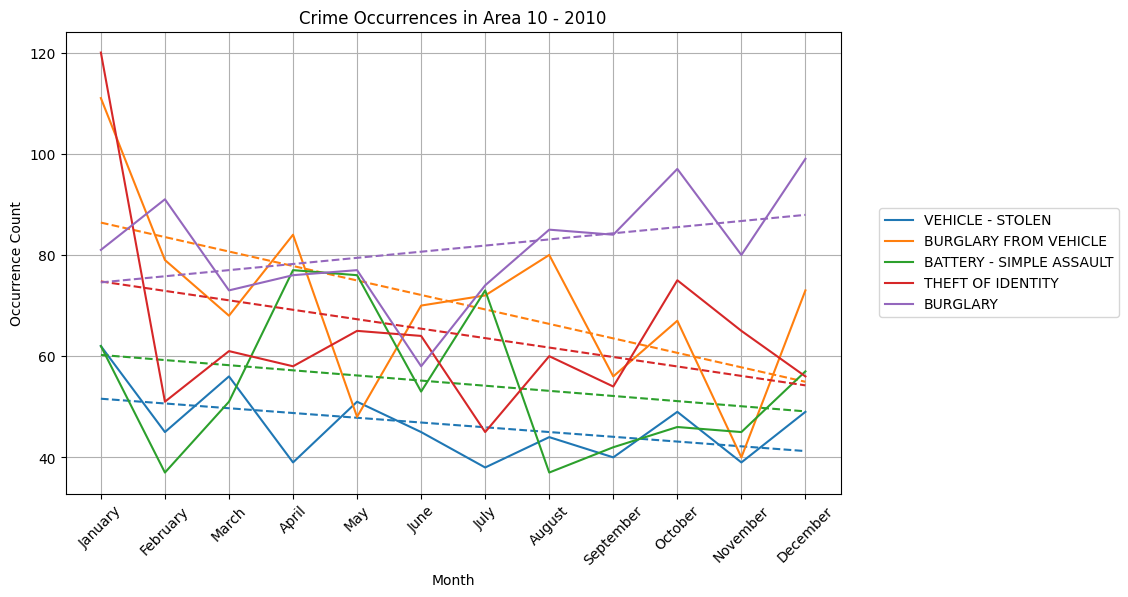 Crime Occurrences in Area 10 - 2010
Occurrence Count
120
100
80
60
40
January
February
March
April
May
June
July
August
September
October
November
December
Month
VEHICLE - STOLEN
BURGLARY FROM VEHICLE
BATTERY - SIMPLE ASSAULT
THEFT OF IDENTITY
BURGLARY